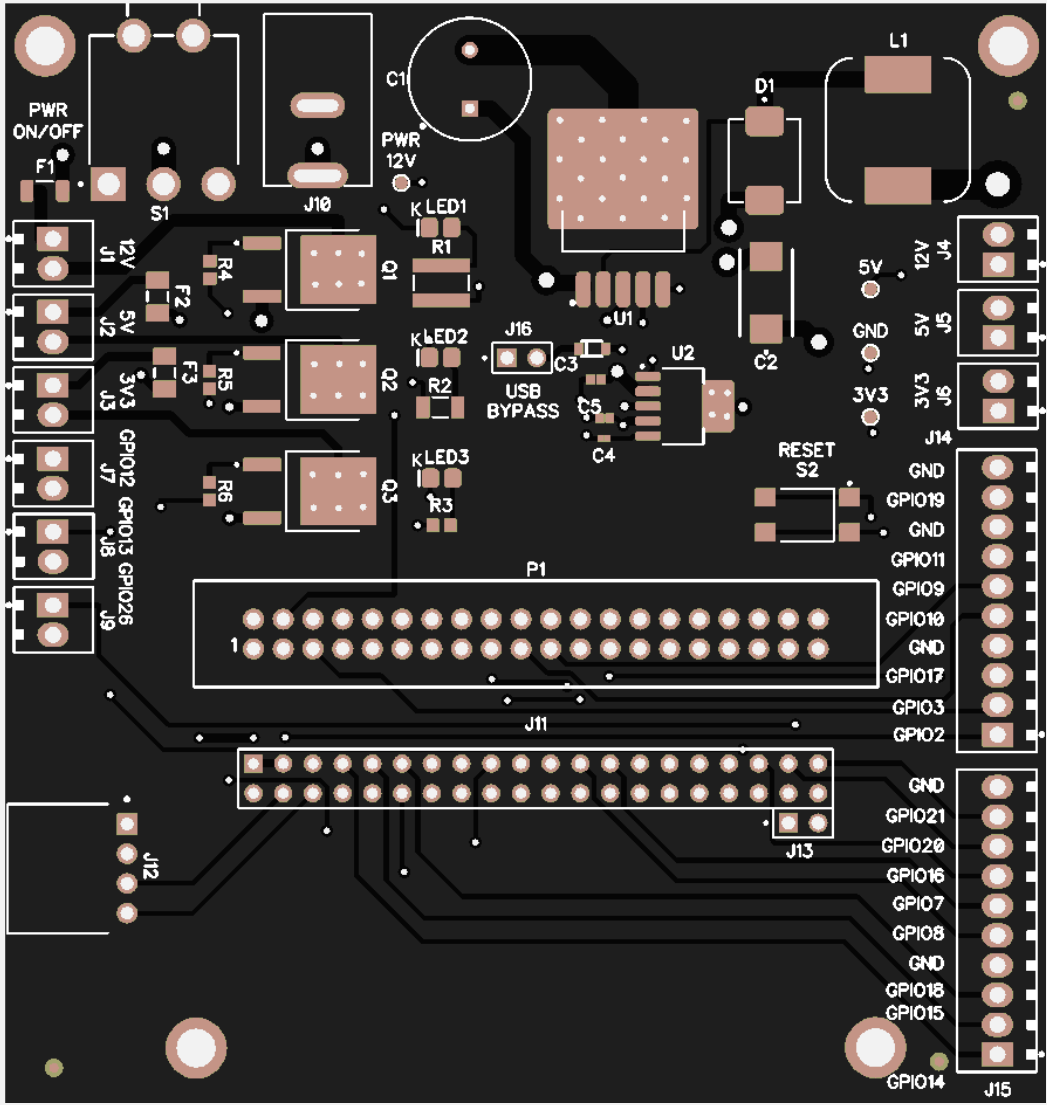 L1
C1
D1
PWR
ON/OFF
PWR
12V
F1
S1
J10
K LED1
R1
J1
12V
R4
Q1
U1
5V
12V
J4
F2
J2
5V
J16
K LED2
GND
5V
J5
C3
U2
C2
F3
J3
3V3
R5
Q2
R2
USB
BYPASS
C5
3V3
3V3
J6
C4
J14
J7
GPIO12
K LED3
RESET
S2
GND
R6
Q3
R3
GPIO19
J8
GPIO13
GND
GPIO11
P1
J9
GPIO26
GPIO9
GPIO10
1
GND
GPIO17
GPIO3
J11
GPIO2
GND
GPIO21
J12
J13
GPIO20
GPIO16
GPIO7
GPIO8
GND
GPIO18
GPIO15
GPIO14
J15